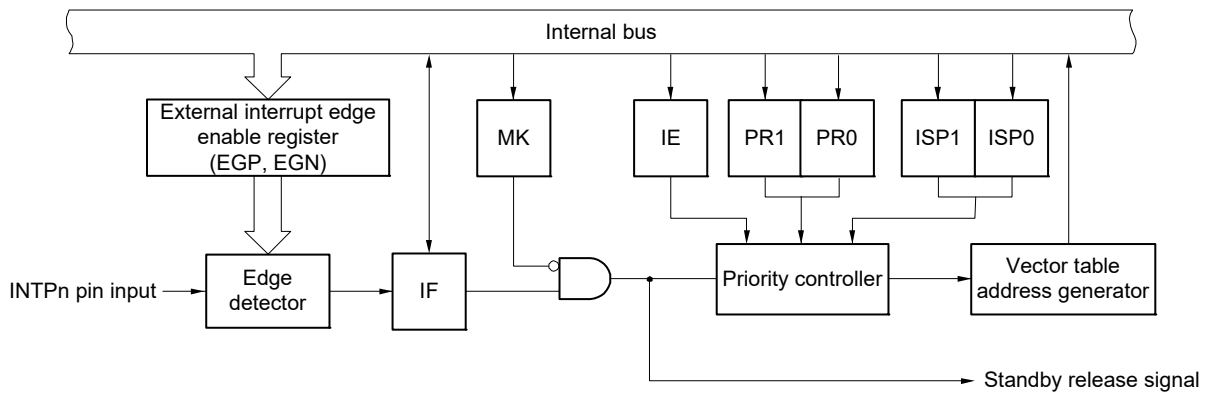 Internal bus
External interrupt edge
enable register
(EGP, EGN)
MK
IE
PR1
PR0
ISP1
ISP0
INTPn pin input
Edge
detector
IF
Priority controller
Vector table
address generator
Standby release signal